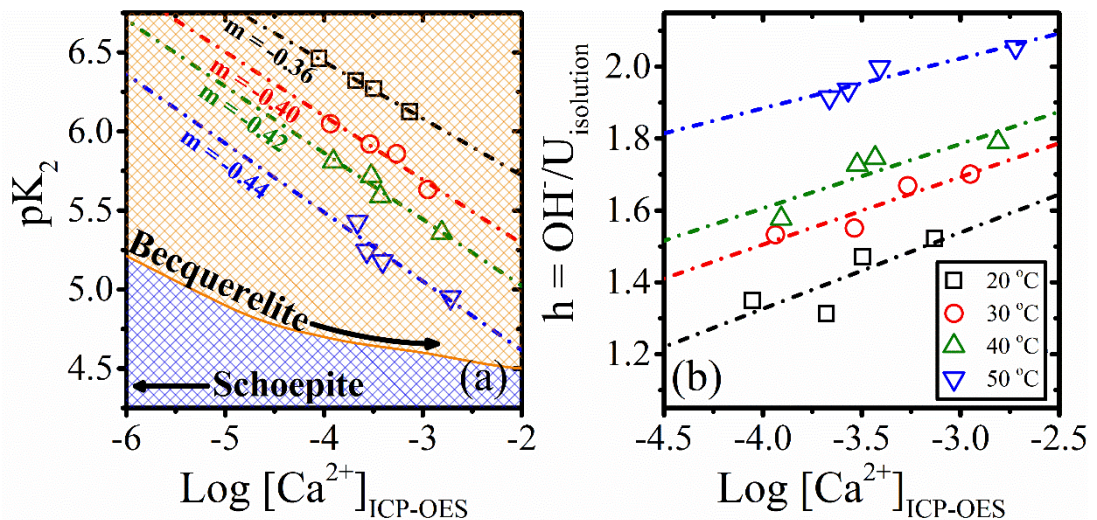 6.5
6.0
5.5
5.0
4.5
pK2
m = -0.36
m = -0.40
m = -0.42
m = -0.44
Becquerelite
Schoepite
(a)
-6 -5 -4 -3 -2
Log [Ca2+]ICP-OES
2.0
1.8
1.6
1.4
1.2
h = OH-/Uinsolution
20 °C
30 °C
40 °C
50 °C
(b)
-4.5 -4.0 -3.5 -3.0 -2.5
Log [Ca2+]ICP-OES